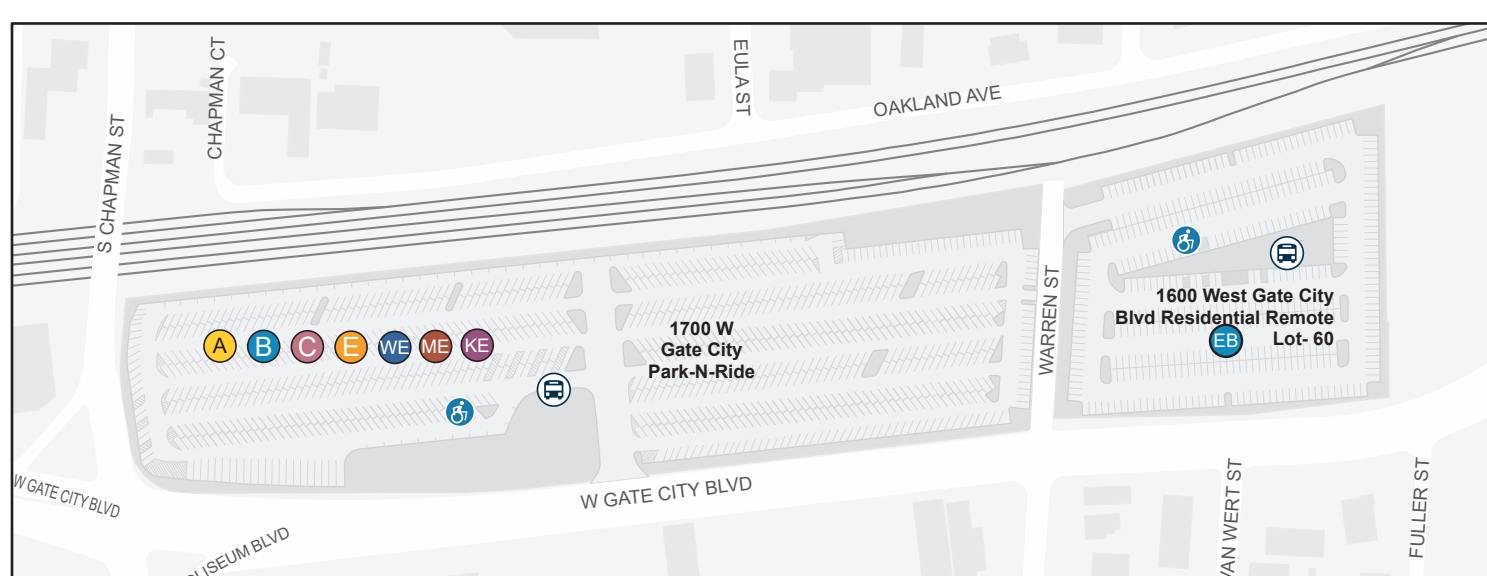 CHAPMAN CT
EULA ST
OAKLAND AVE
S CHAPMAN ST
A B C E WE ME KE
1700 W
Gate City
Park-N-Ride
WARREN ST
1600 West Gate City
Blvd Residential Remote
EB Lot- 60
W GATE CITY BLVD
W GATE CITY BLVD
VAN WERT ST
FULLER ST